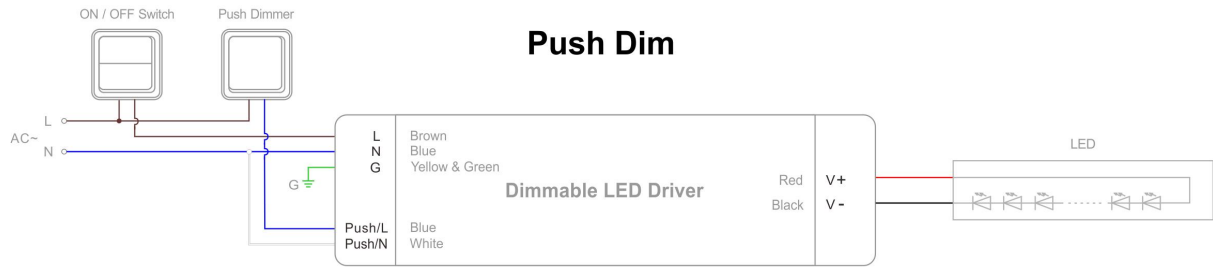 ON / OFF Switch
Push Dimmer
Push Dim
L
AC~
N
G
L Brown
N Blue
G Yellow & Green
Dimmable LED Driver
Red V+
Black V-
Push/L Blue
Push/N White
LED